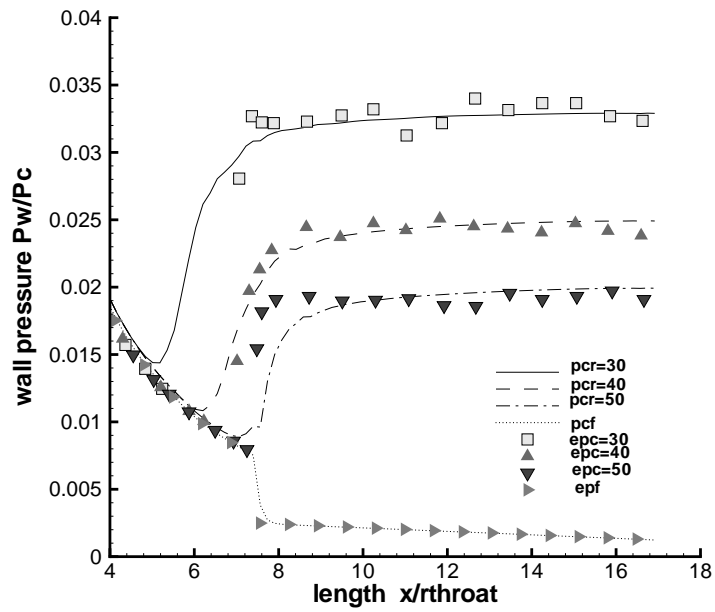 0.04
0.035
0.03
0.025
0.02
0.015
0.01
0.005
0
wall pressure Pw/Pc
pcr=30
pcr=40
pcr=50
pcf
epc=30
epc=40
epc=50
epf
4 6 8 10 12 14 16 18
length x/rthroat